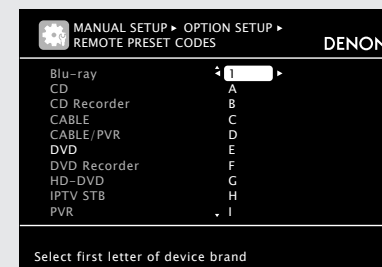 MANUAL SETUP ▸ OPTION SETUP ▸
REMOTE PRESET CODES
DENON
Blu-ray 1
CD A
CD Recorder B
CABLE C
CABLE/PVR D
DVD E
DVD Recorder F
HD-DVD G
IPTV STB H
PVR I
Select first letter of device brand